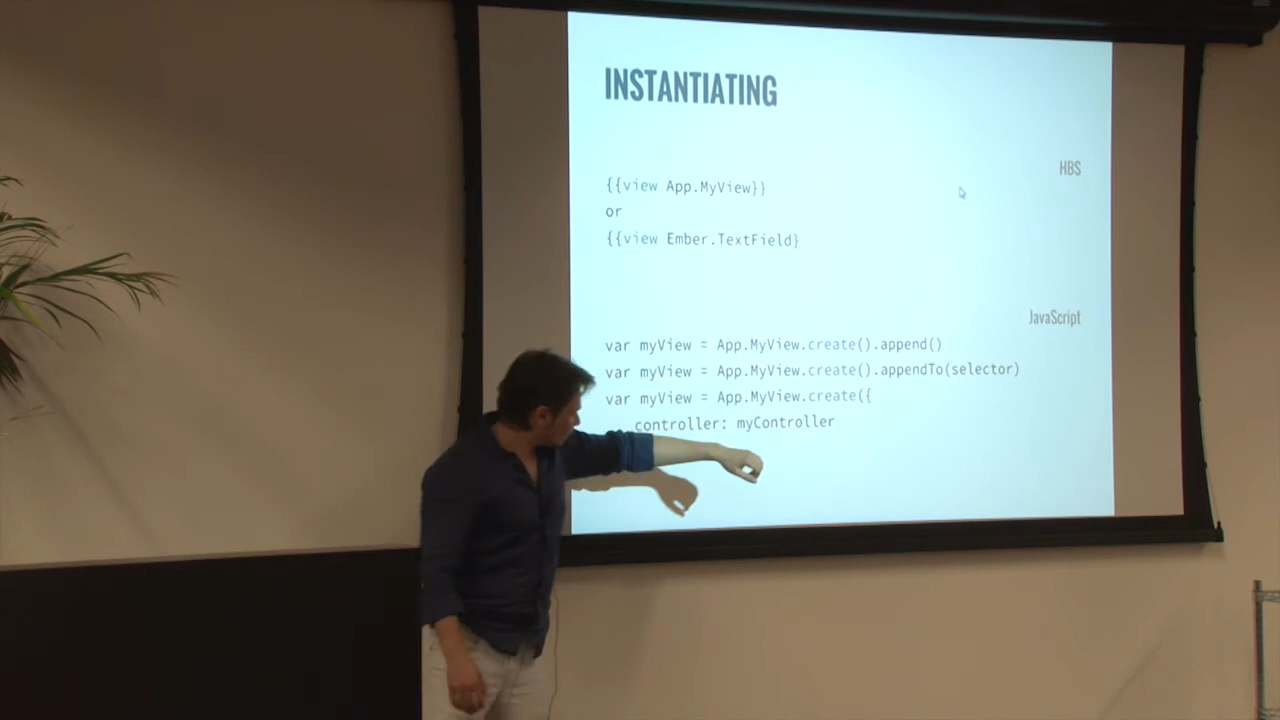 INSTANTIATING
HBS
{{view App.MyView}}
or
{{view Ember.TextField}
JavaScript
var myView = App.MyView.create().append()
var myView = App.MyView.create().appendTo(selector)
var myView = App.MyView.create({
controller: myController